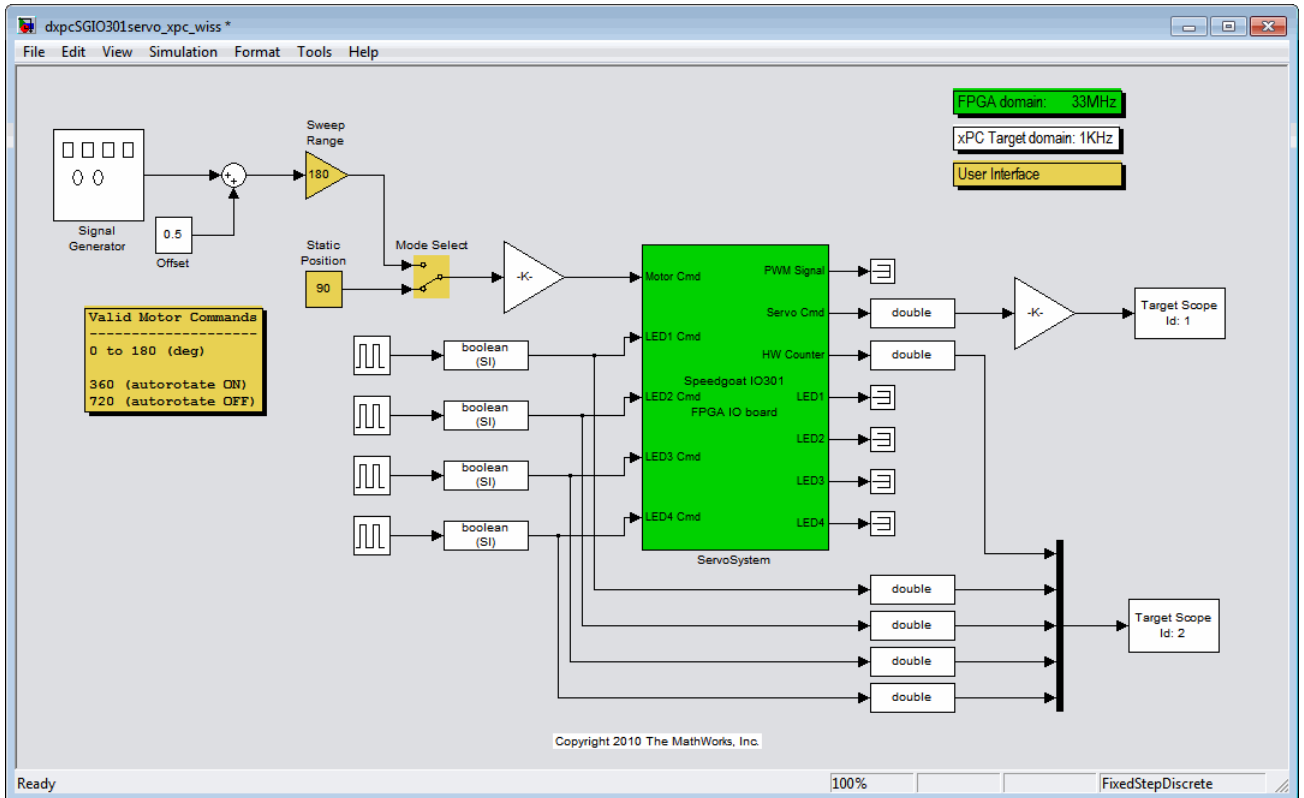 dxpcSGIO301servo_xpc_wiss *
File Edit View Simulation Format Tools Help
FPGA domain: 33MHz
xPC Target domain: 1KHz
User Interface
Sweep
Range
180
Signal
Generator
0.5
Offset
Static
Position
90
Mode Select
-K-
Valid Motor Commands
--------------------
0 to 180 (deg)
360 (autorotate ON)
720 (autorotate OFF)
boolean
(SI)
boolean
(SI)
boolean
(SI)
boolean
(SI)
Motor Cmd
LED1 Cmd
LED2 Cmd
LED3 Cmd
LED4 Cmd
Speedgoat IO301
FPGA IO board
PWM Signal
Servo Cmd
HW Counter
LED1
LED2
LED3
LED4
ServoSystem
double
double
-K-
Target Scope
Id: 1
double
double
double
double
Target Scope
Id: 2
Copyright 2010 The MathWorks, Inc.
Ready 100% FixedStepDiscrete